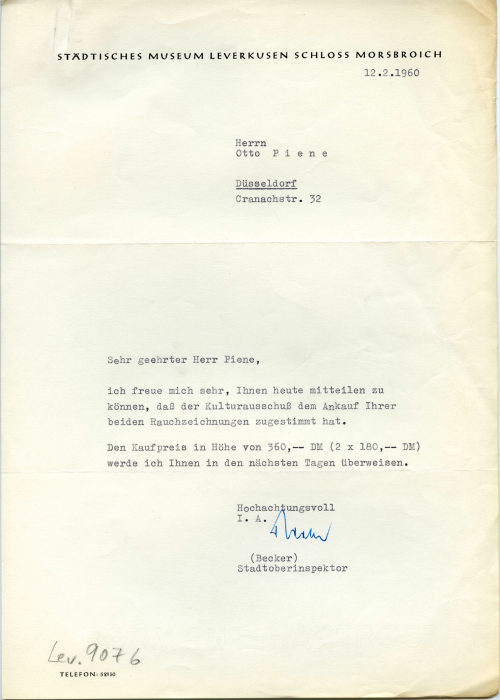 STÄDTISCHES MUSEUM LEVERKUSEN SCHLOSS MORSBROICH
12.2.1960
Herrn
Otto P i e n e
Düsseldorf
Cranachstr. 32
Sehr geehrter Herr Piene,
ich freue mich sehr, Ihnen heute mitteilen zu
können, daß der Kulturausschuß dem Ankauf Ihrer
beiden Rauchzeichnungen zugestimmt hat.
Den Kaufpreis in Höhe von 360,-- DM (2 x 180,-- DM)
werde ich Ihnen in den nächsten Tagen überweisen.
Hochachtungsvoll
I. A.
Becker
(Becker)
Stadtoberinspektor
Lev. 9076
TELEFON: